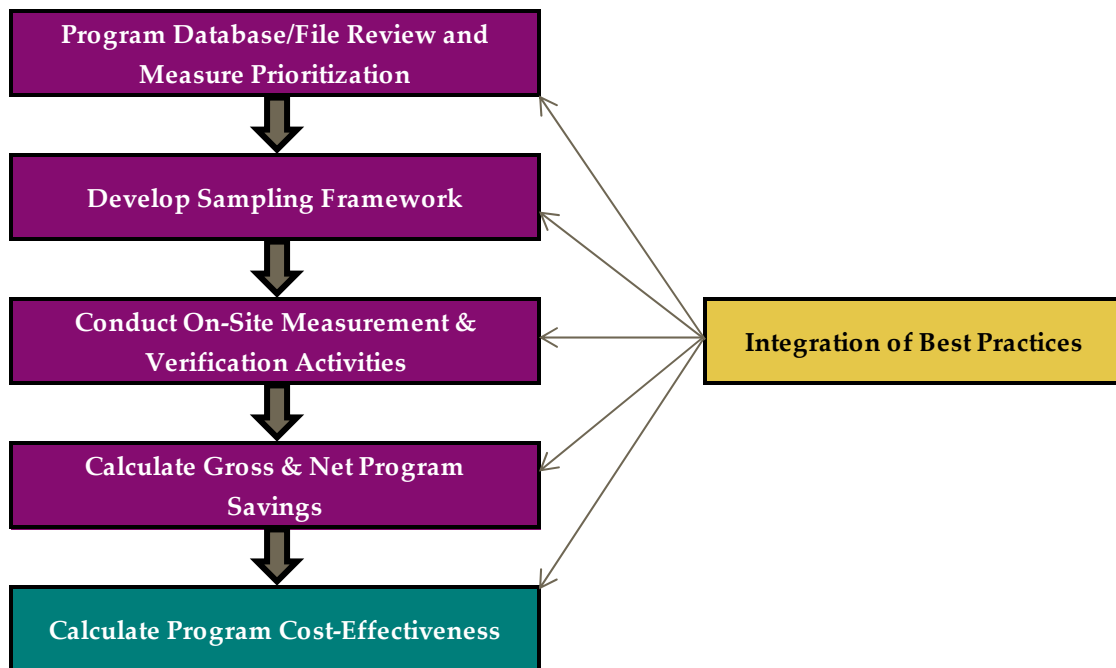 Program Database/File Review and
Measure Prioritization
Develop Sampling Framework
Conduct On-Site Measurement &
Verification Activities
Integration of Best Practices
Calculate Gross & Net Program
Savings
Calculate Program Cost-Effectiveness